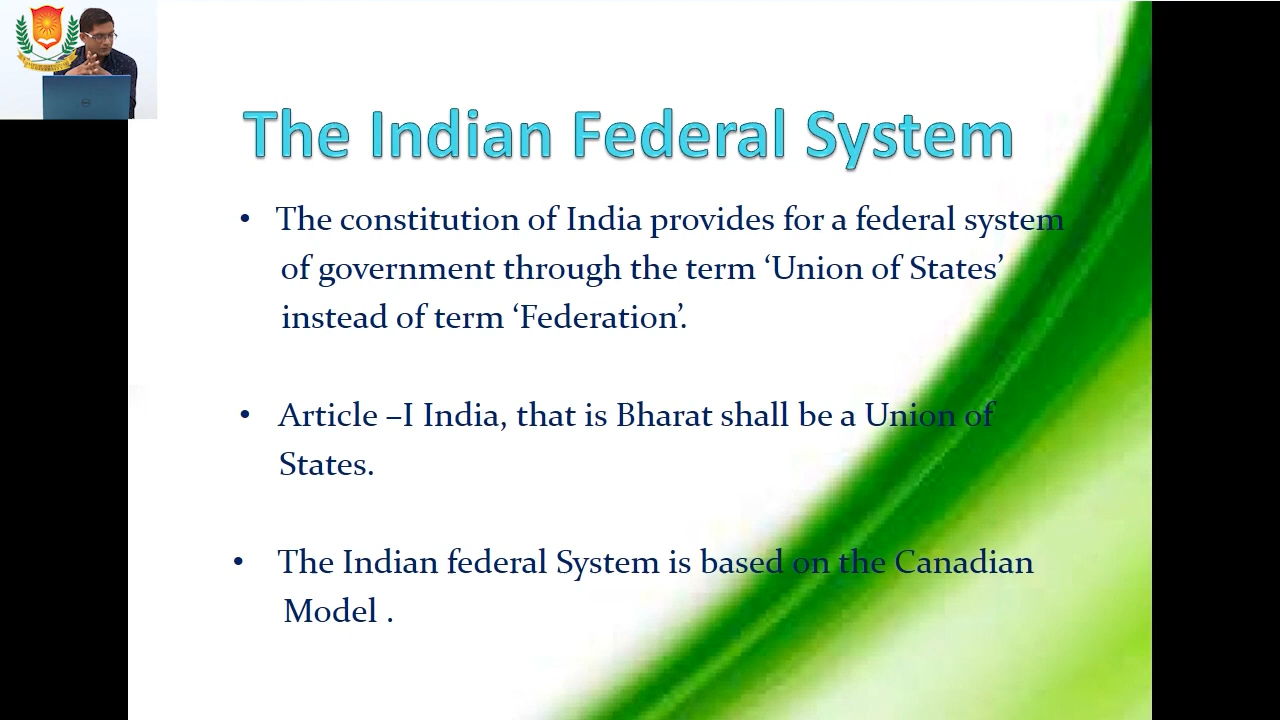 The Indian Federal System
• The constitution of India provides for a federal system
of government through the term ‘Union of States’
instead of term ‘Federation’.
• Article –I India, that is Bharat shall be a Union of
States.
• The Indian federal System is based on the Canadian
Model .